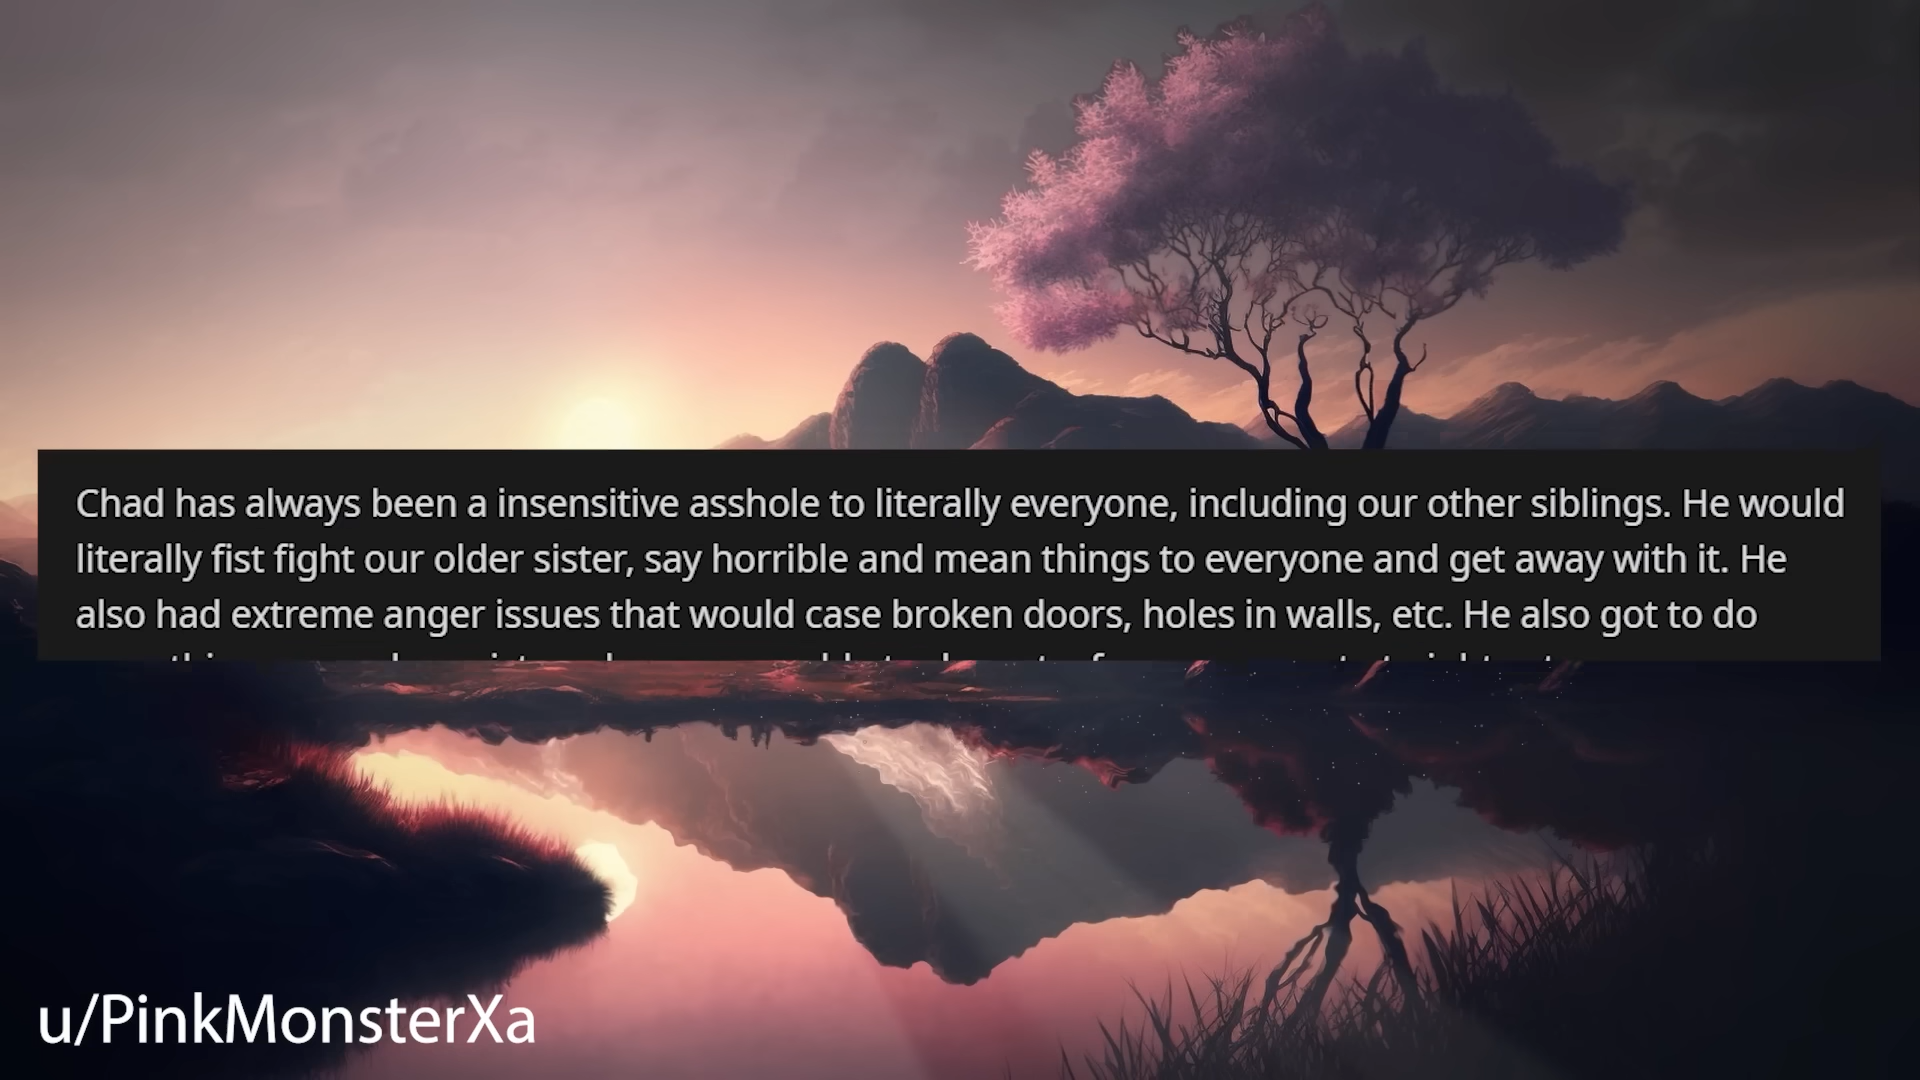 Chad has always been a insensitive asshole to literally everyone, including our other siblings. He would
literally fist fight our older sister, say horrible and mean things to everyone and get away with it. He
also had extreme anger issues that would case broken doors, holes in walls, etc. He also got to do
u/PinkMonsterXa